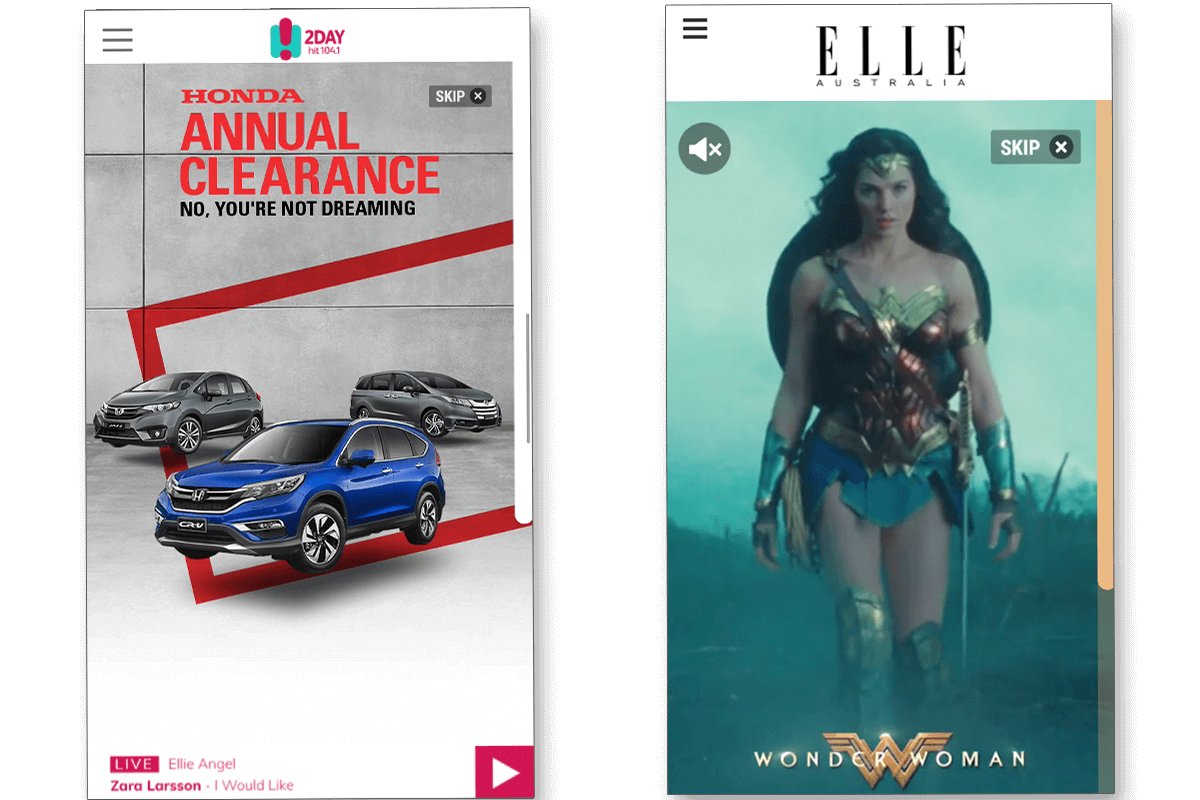 2DAY
hit 104.1
HONDA
SKIP
ANNUAL
CLEARANCE
NO, YOU'RE NOT DREAMING
CR-V
LIVE Ellie Angel
Zara Larsson - I Would Like
ELLE
AUSTRALIA
SKIP
WONDER WOMAN